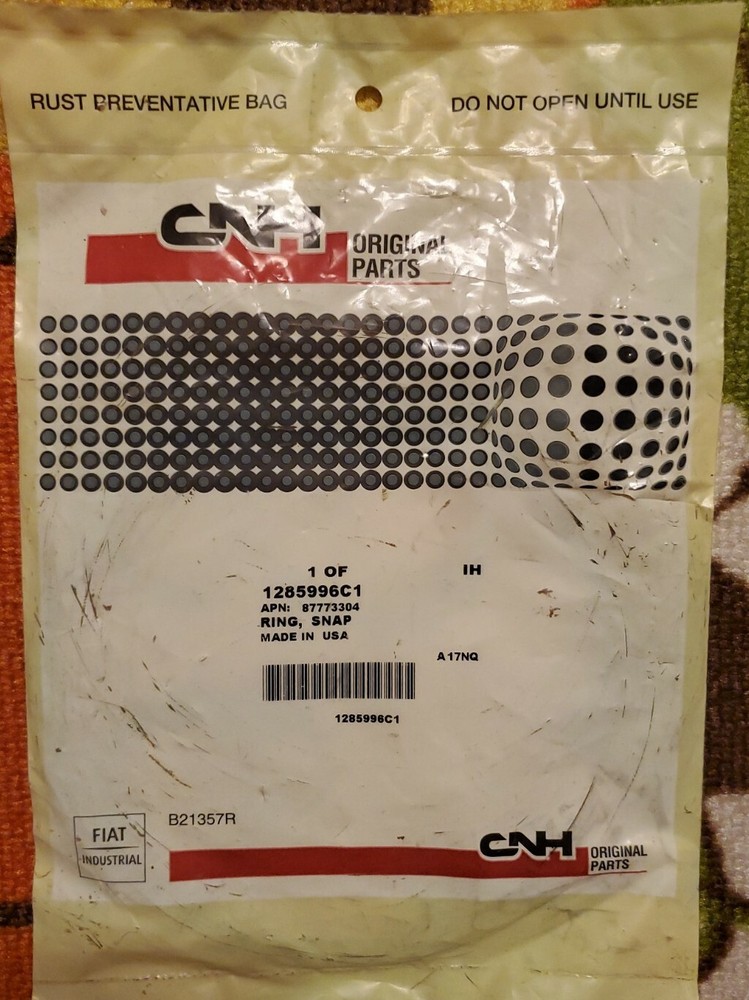 RUST PREVENTATIVE BAG
DO NOT OPEN UNTIL USE
CNH
ORIGINAL
PARTS
1 OF
IH
1285996C1
APN: 87773304
RING, SNAP
MADE IN USA
A17NQ
1285996C1
B21357R
FIAT
INDUSTRIAL
CNH
ORIGINAL
PARTS